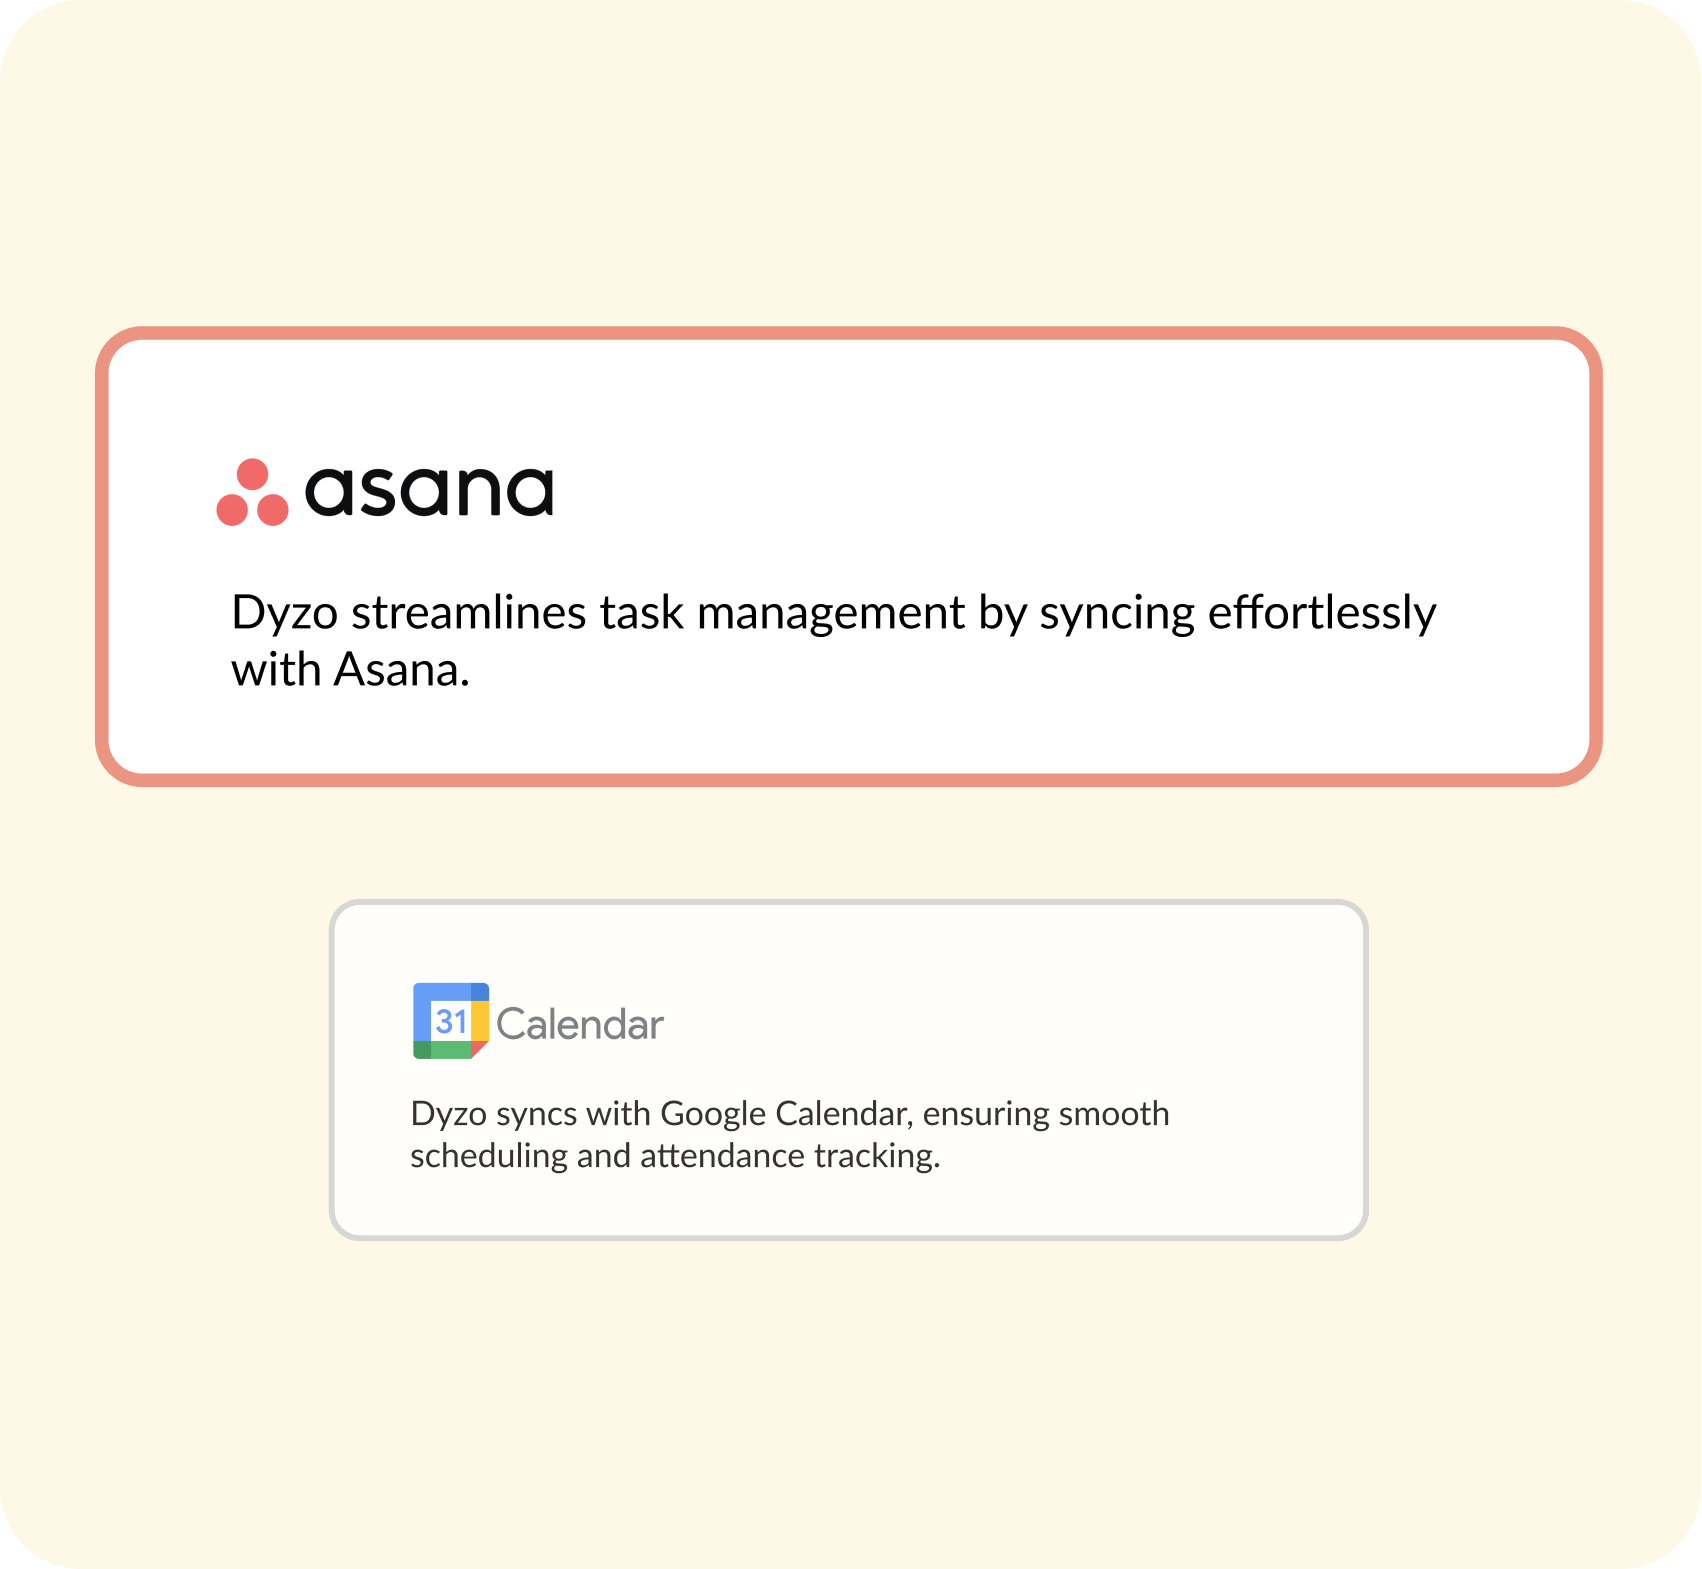 asana
Dyzo streamlines task management by syncing effortlessly
with Asana.
31 Calendar
Dyzo syncs with Google Calendar, ensuring smooth
scheduling and attendance tracking.